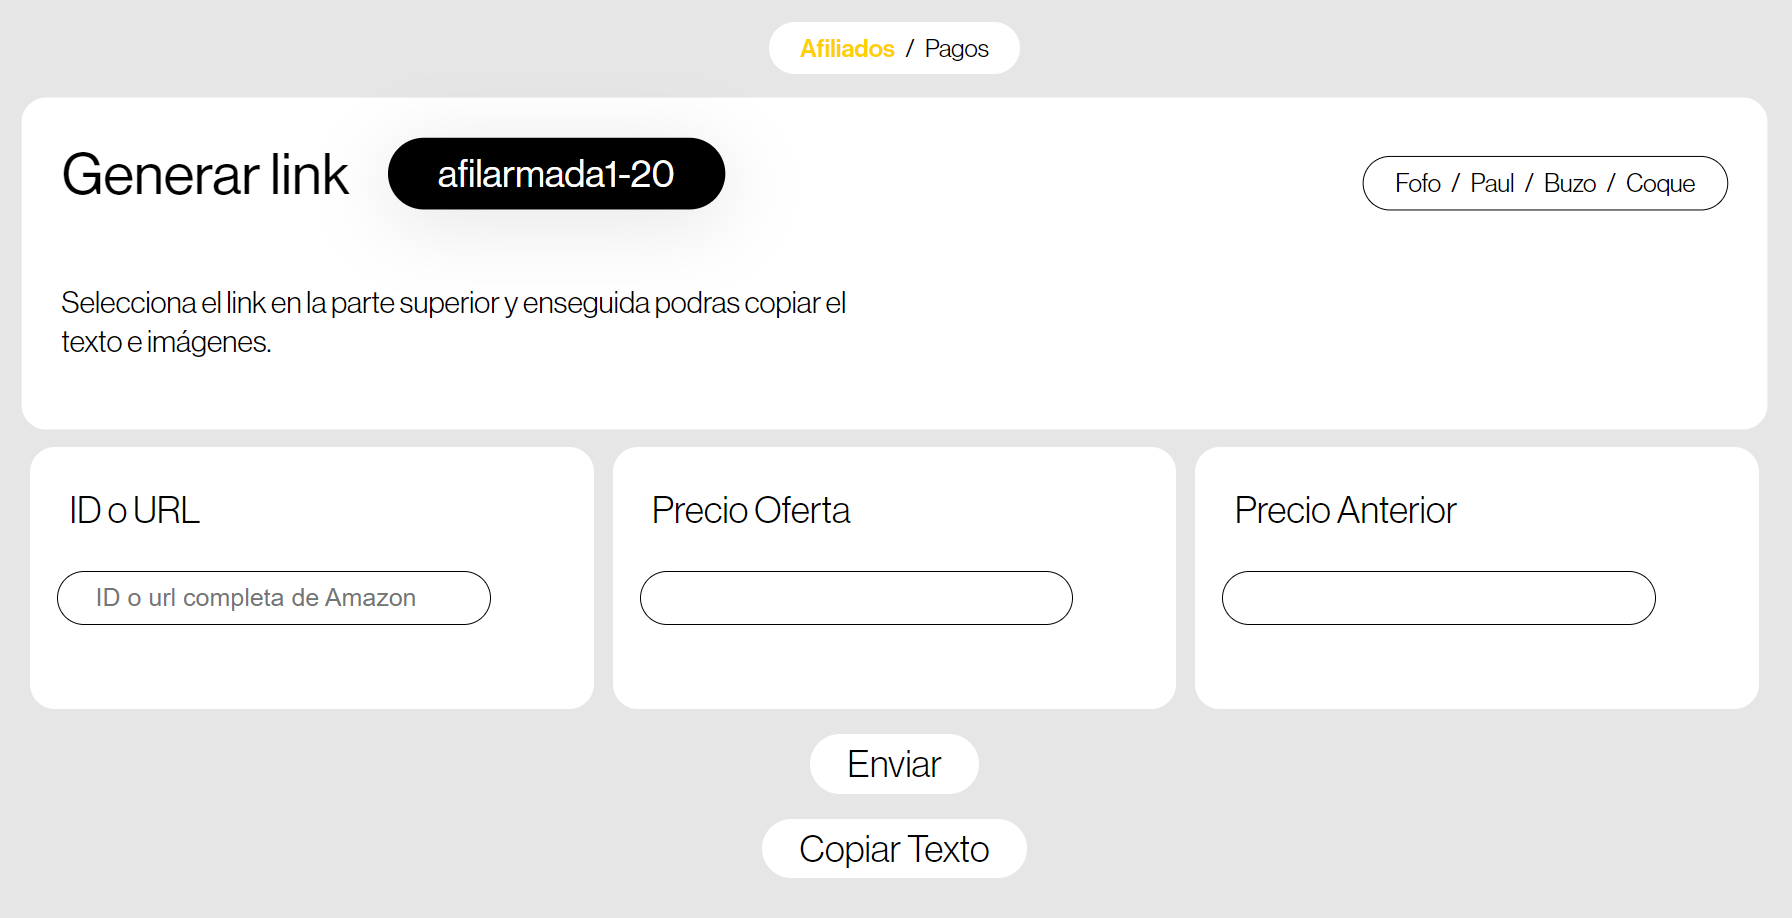 Afiliados / Pagos
Generar link
afilarmada1-20
Fofo / Paul / Buzo / Coque
Selecciona el link en la parte superior y enseguida podras copiar el
texto e imágenes.
ID o URL
ID o url completa de Amazon
Precio Oferta
Precio Anterior
Enviar
Copiar Texto